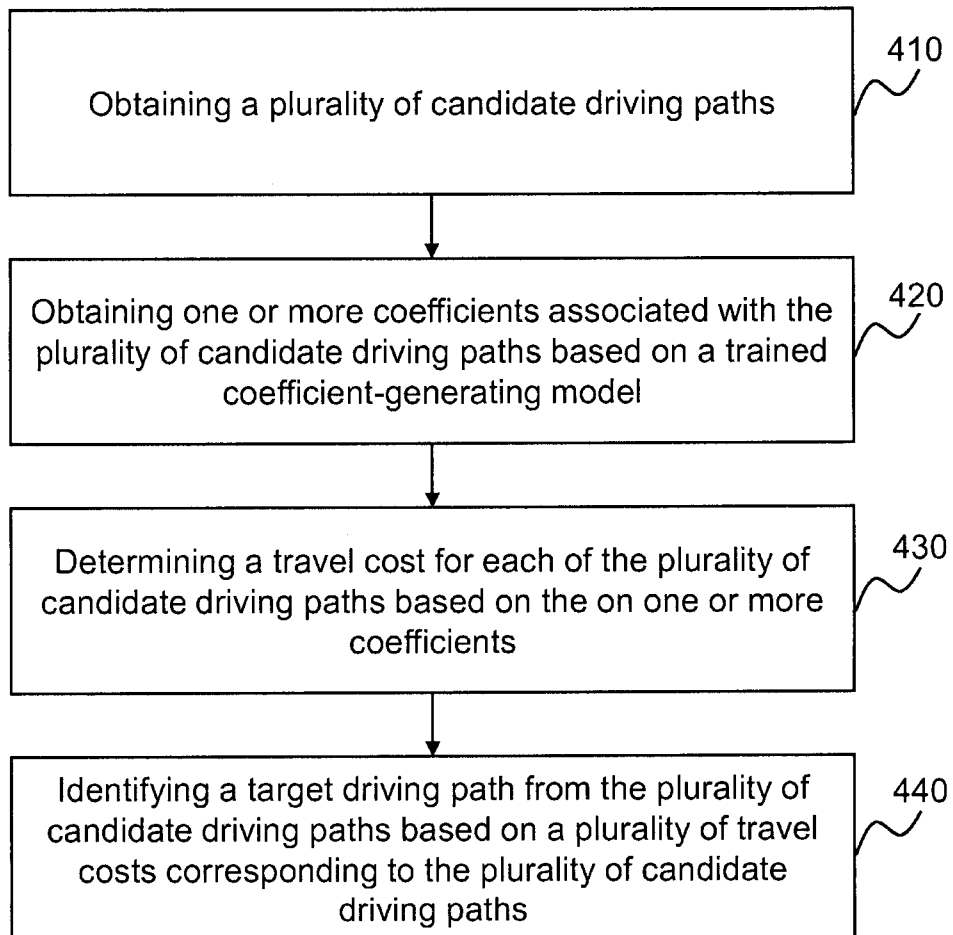 410
Obtaining a plurality of candidate driving paths
420
Obtaining one or more coefficients associated with the
plurality of candidate driving paths based on a trained
coefficient-generating model
430
Determining a travel cost for each of the plurality of
candidate driving paths based on the on one or more
coefficients
440
Identifying a target driving path from the plurality of
candidate driving paths based on a plurality of travel
costs corresponding to the plurality of candidate
driving paths